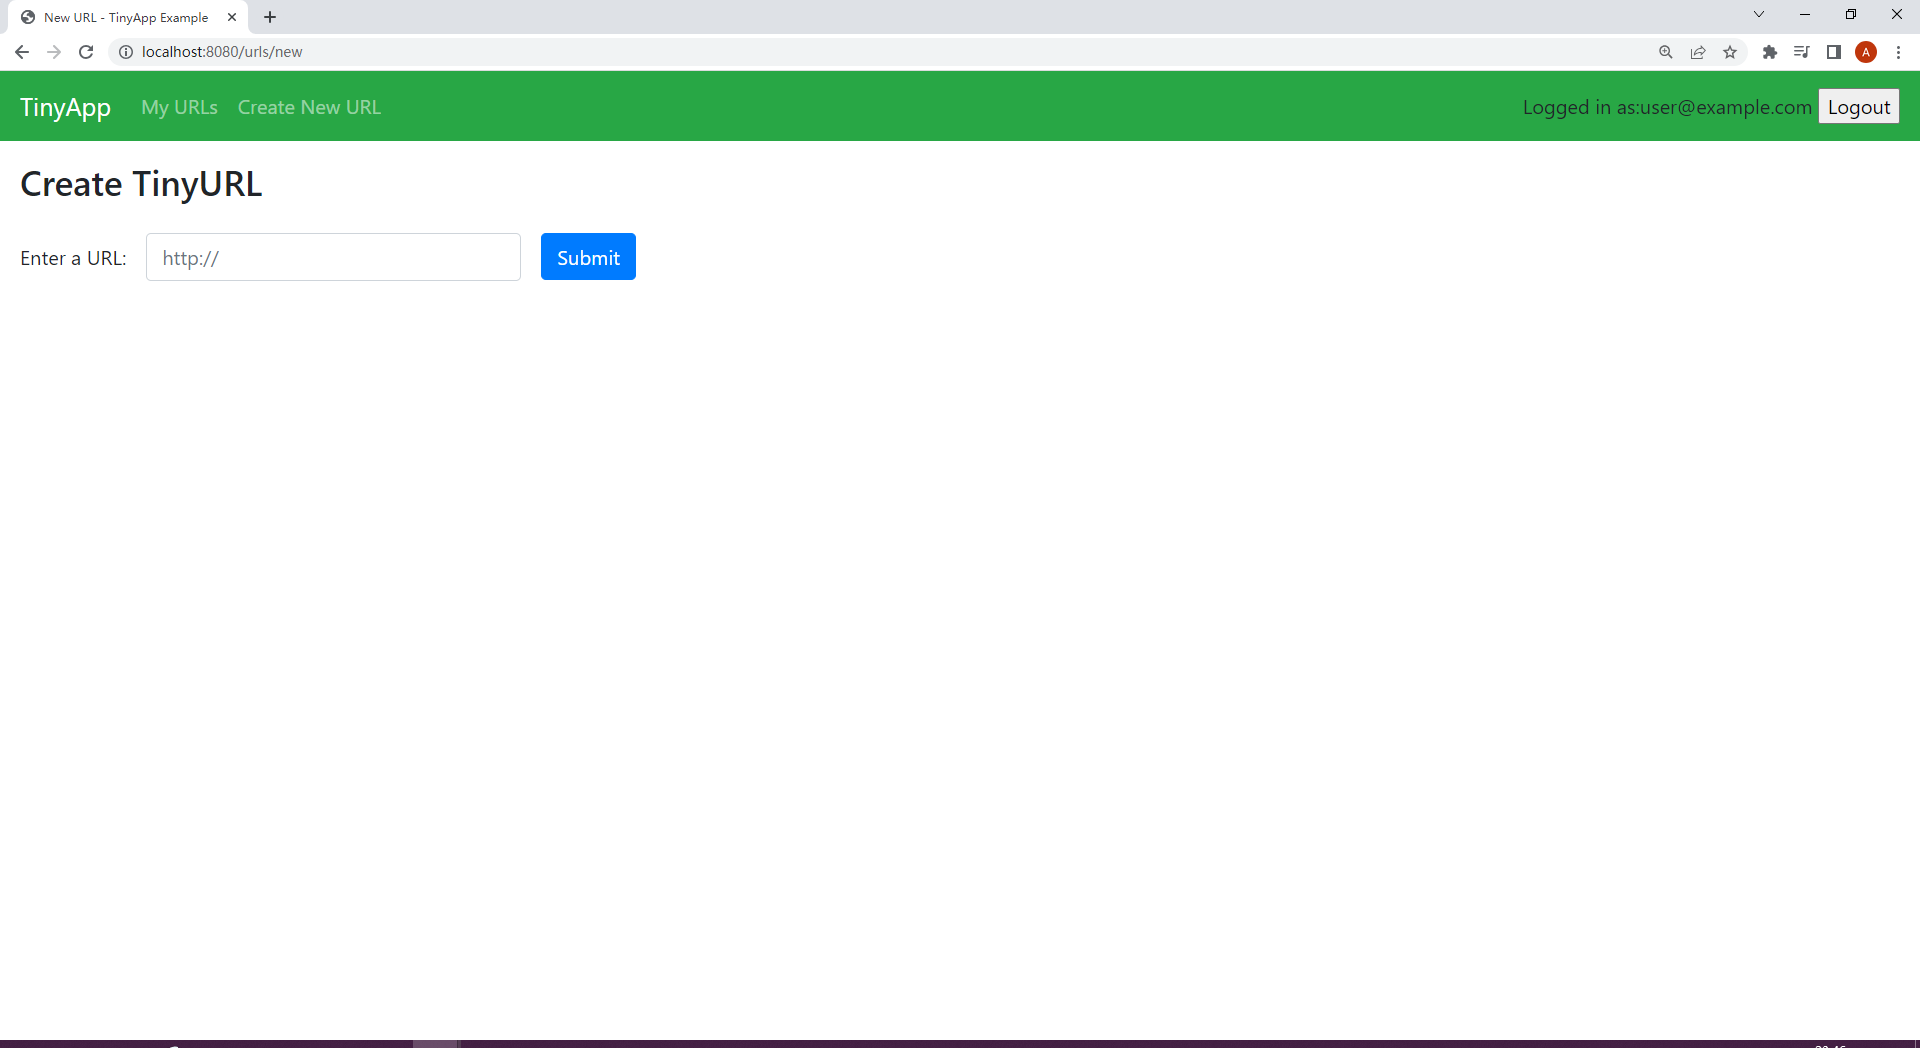 New URL - TinyApp Example
localhost:8080/urls/new
A
TinyApp My URLs Create New URL Logged in as:user@example.com Logout
Create TinyURL
Enter a URL: http:// Submit